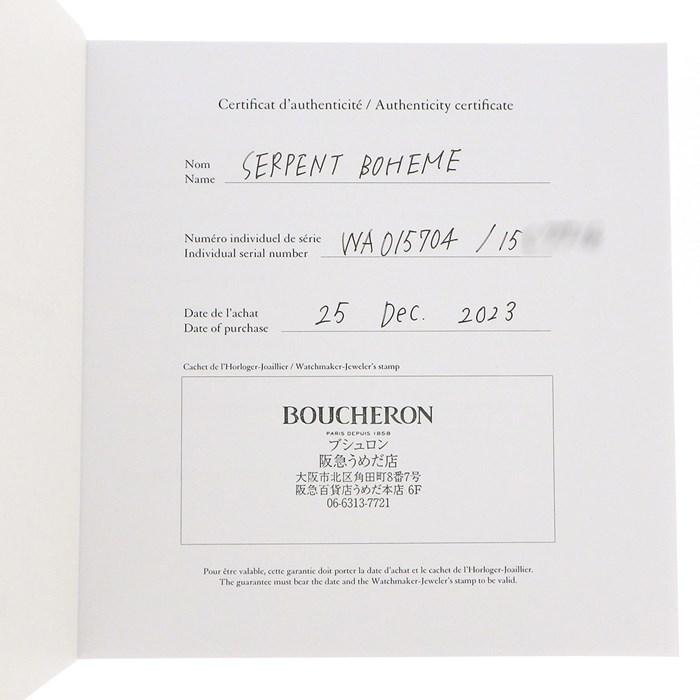 Certificat d'authenticité / Authenticity certificate
Nom
Name
SERPENT BOHEME
Numéro individuel de série
Individual serial number
WA015704 / 15
Date de l'achat
Date of purchase
25 Dec. 2023
Cachet de l'Horloger-Joaillier / Watchmaker-Jeweler's stamp
BOUCHERON
PARIS DEPUIS 1858
ブシュロン
阪急うめだ店
大阪市北区角田町8番7号
阪急百貨店うめだ本店 6F
06-6313-7721
Pour être valable, cette garantie doit porter la date d'achat et le cachet de l'Horloger-Joaillier.
The guarantee must bear the date and the Watchmaker-Jeweler's stamp to be valid.